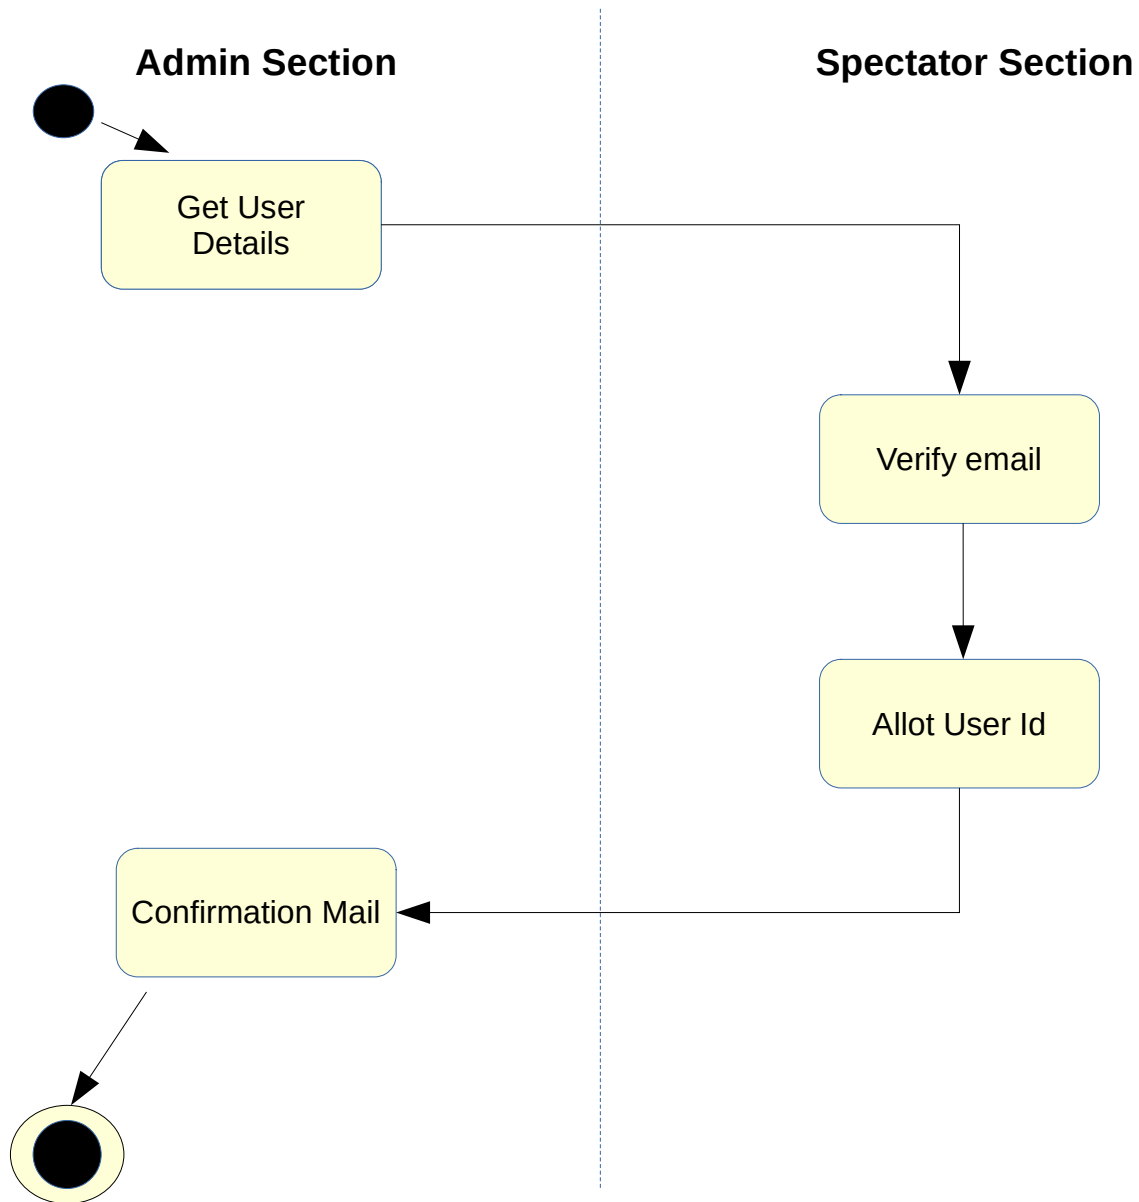 Admin Section
Spectator Section
Get User
Details
Verify email
Allot User Id
Confirmation Mail